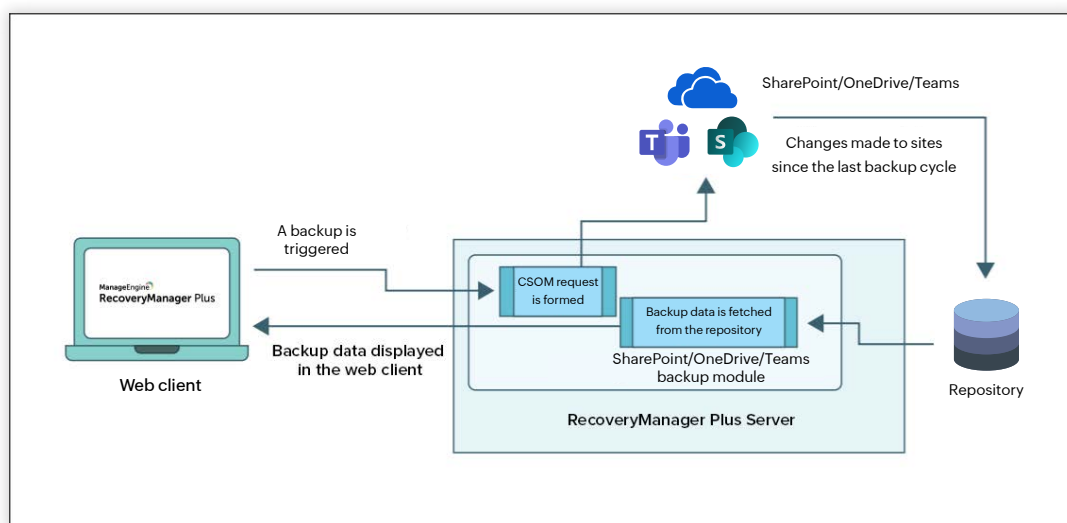 SharePoint/OneDrive/Teams
T
S
Changes made to sites
since the last backup cycle
A backup is
triggered
ManageEngine
RecoveryManager Plus
CSOM request
is formed
Backup data is fetched
from the repository
Backup data displayed
in the web client
SharePoint/OneDrive/Teams
backup module
Web client
Repository
RecoveryManager Plus Server